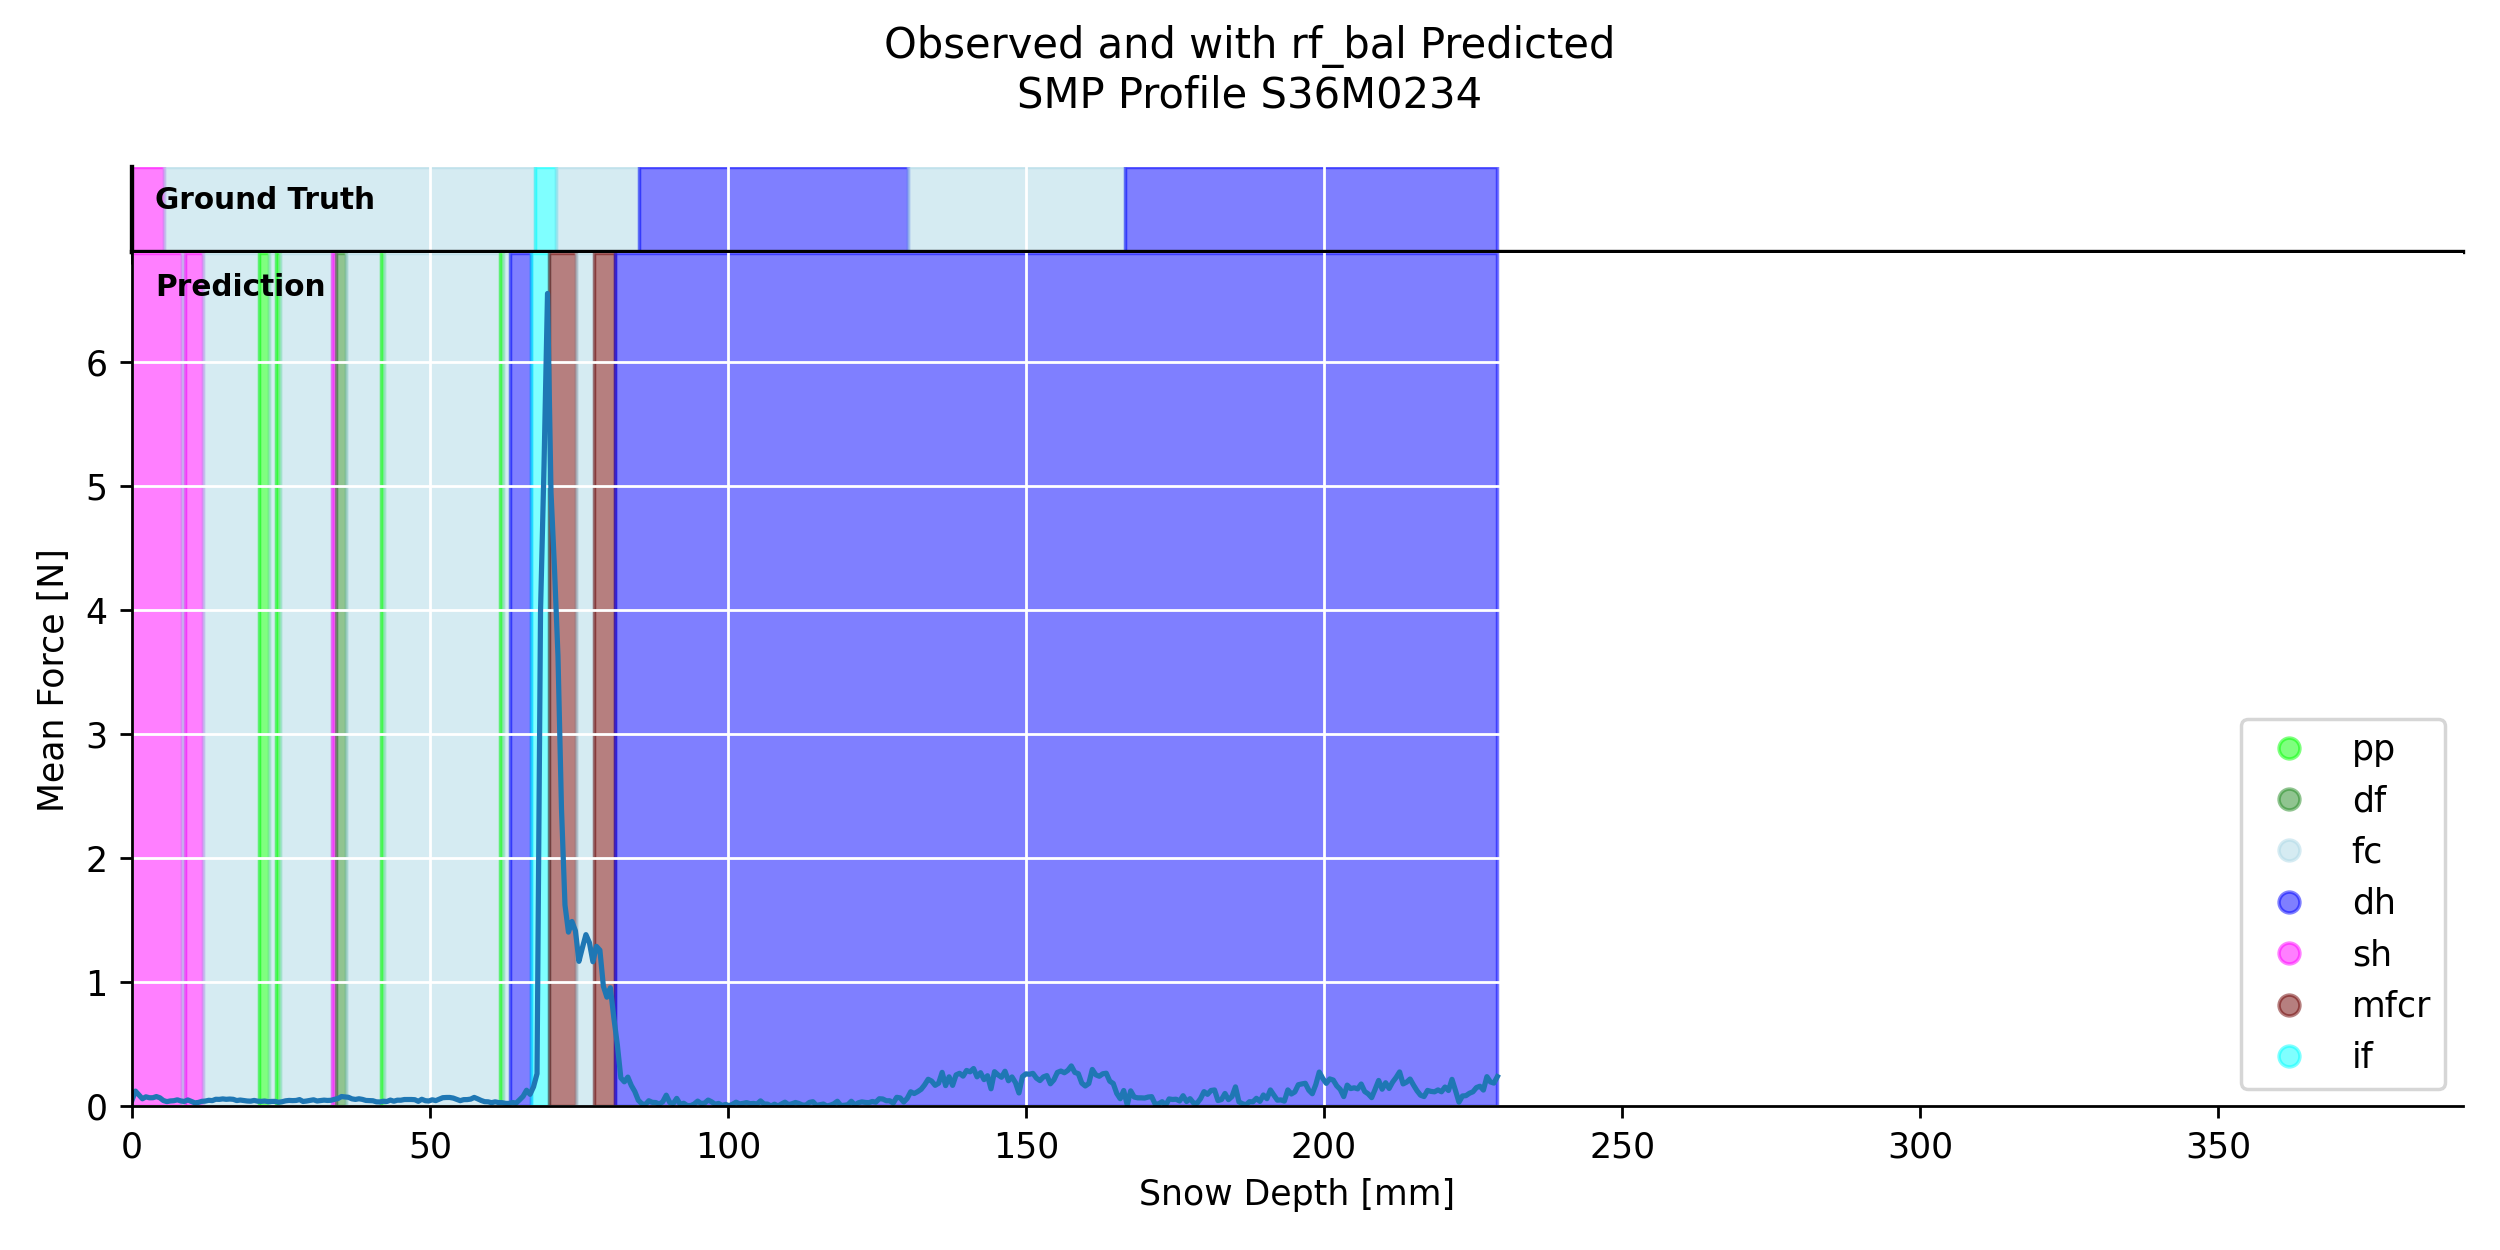 Observed and with rf_bal Predicted
SMP Profile S36M0234
Ground Truth
Prediction
Mean Force [N]
6
5
4
3
2
1
0
0 50 100 150 200 250 300 350
Snow Depth [mm]
pp
df
fc
dh
sh
mfcr
if